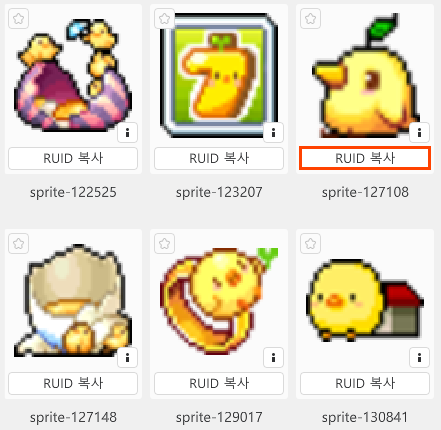 RUID 복사 RUID 복사 RUID 복사
sprite-122525 sprite-123207 sprite-127108
RUID 복사 RUID 복사 RUID 복사
sprite-127148 sprite-129017 sprite-130841